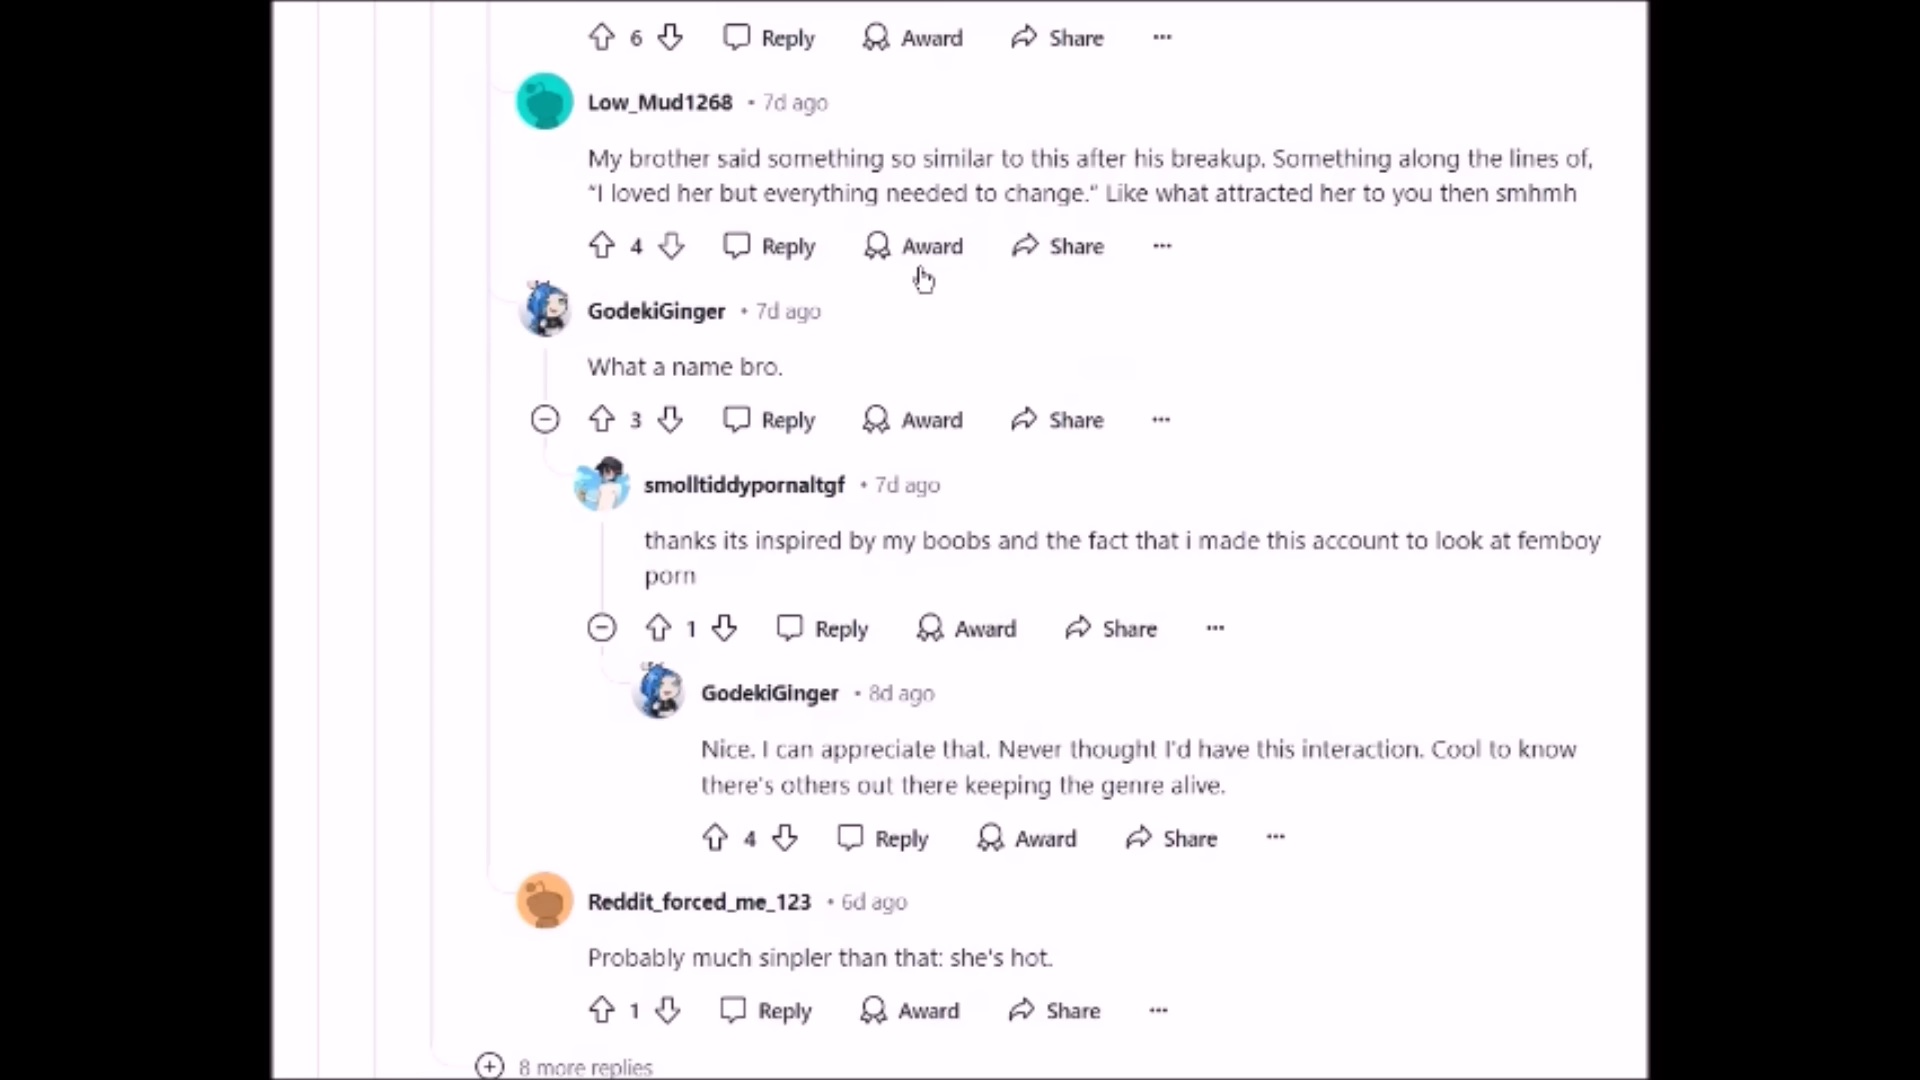 6 Reply Award Share ...
Low_Mud1268 • 7d ago
My brother said something so similar to this after his breakup. Something along the lines of,
"I loved her but everything needed to change." Like what attracted her to you then smhmh
4 Reply Award Share ...
GodekiGinger • 7d ago
What a name bro.
3 Reply Award Share ...
smolltiddypornaltgf • 7d ago
thanks its inspired by my boobs and the fact that i made this account to look at femboy
porn
1 Reply Award Share ...
GodekiGinger • 8d ago
Nice. I can appreciate that. Never thought I'd have this interaction. Cool to know
there's others out there keeping the genre alive.
4 Reply Award Share ...
Reddit_forced_me_123 • 6d ago
Probably much sinpler than that: she's hot.
1 Reply Award Share ...
8 more replies